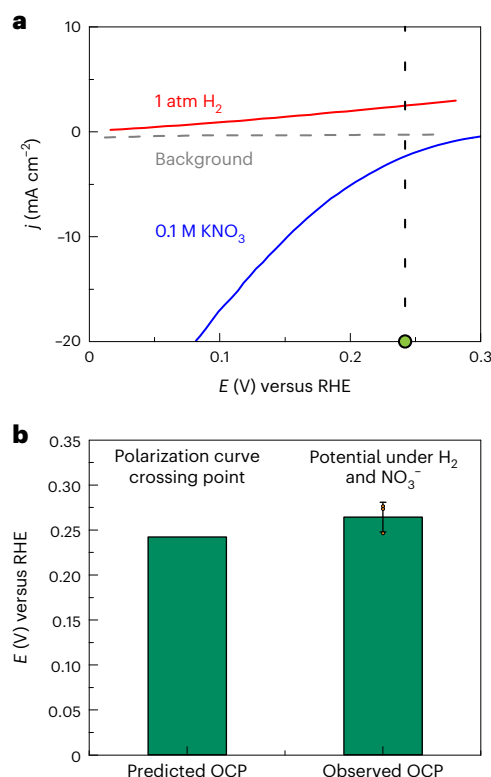 a
10
0
−10
−20
j (mA cm⁻²)
1 atm H₂
Background
0.1 M KNO₃
0 0.1 0.2 0.3
E (V) versus RHE
b
0.35
0.30
0.25
0.20
0.15
0.10
0.05
0
E (V) versus RHE
Polarization curve
crossing point
Potential under H₂
and NO₃⁻
Predicted OCP Observed OCP